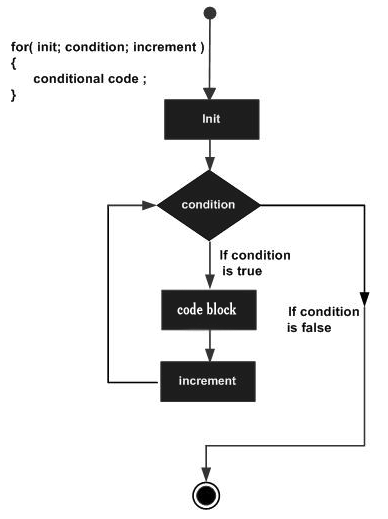 for( init; condition; increment )
{
conditional code ;
}
Init
condition
If condition
is true
code block
If condition
is false
increment